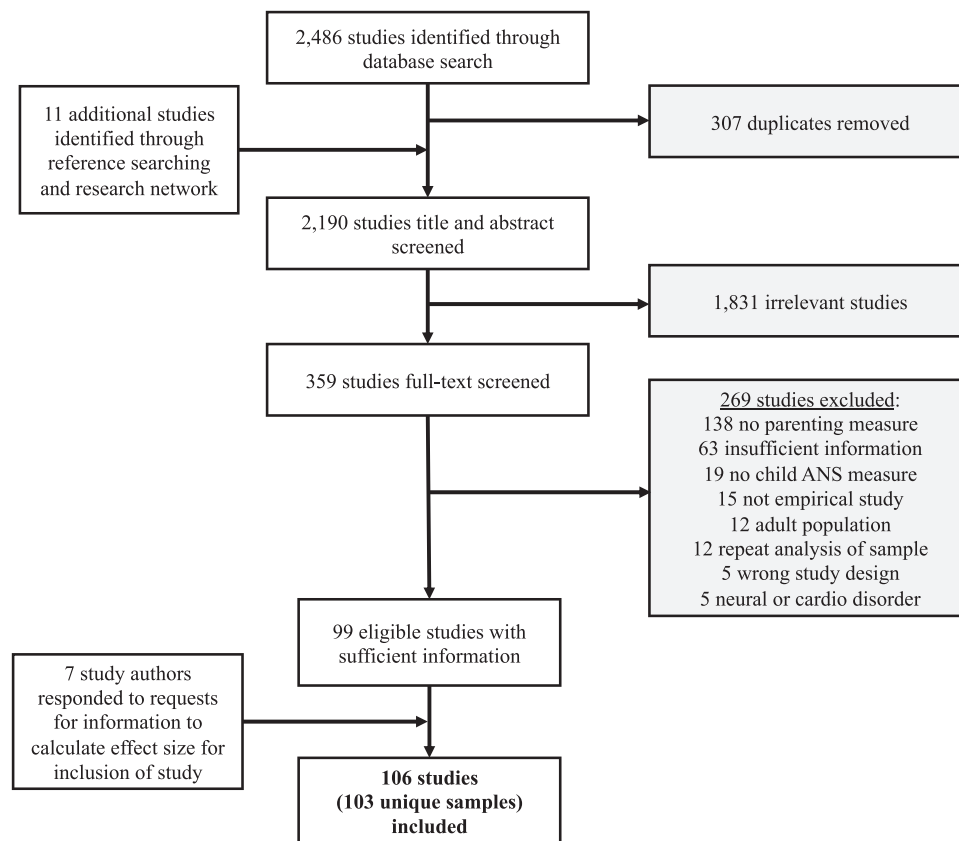 2,486 studies identified through
database search
11 additional studies
identified through
reference searching
and research network
307 duplicates removed
2,190 studies title and abstract
screened
1,831 irrelevant studies
359 studies full-text screened
269 studies excluded:
138 no parenting measure
63 insufficient information
19 no child ANS measure
15 not empirical study
12 adult population
12 repeat analysis of sample
5 wrong study design
5 neural or cardio disorder
99 eligible studies with
sufficient information
7 study authors
responded to requests
for information to
calculate effect size for
inclusion of study
106 studies
(103 unique samples)
included